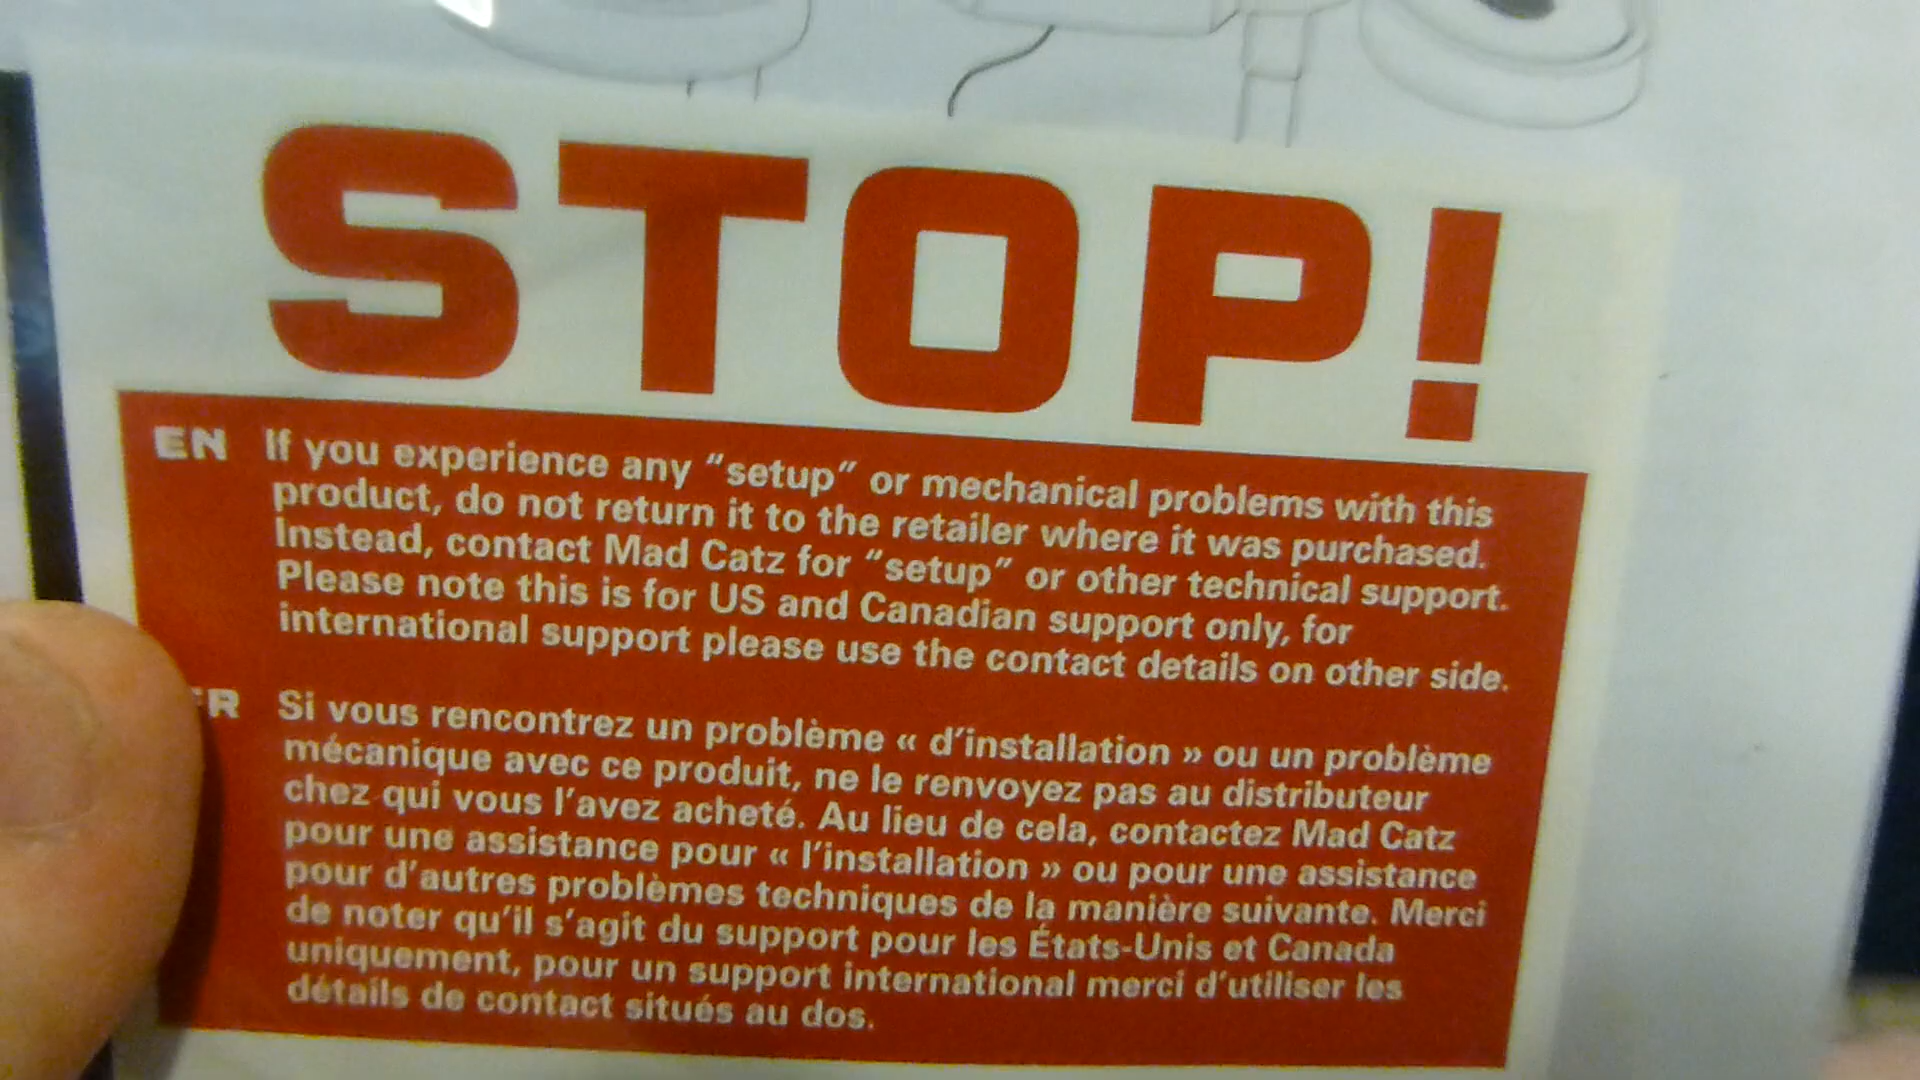 STOP!
EN If you experience any “setup” or mechanical problems with this
product, do not return it to the retailer where it was purchased.
Instead, contact Mad Catz for “setup” or other technical support.
Please note this is for US and Canadian support only, for
international support please use the contact details on other side.
FR Si vous rencontrez un problème « d’installation » ou un problème
mécanique avec ce produit, ne le renvoyez pas au distributeur
chez qui vous l’avez acheté. Au lieu de cela, contactez Mad Catz
pour une assistance pour « l’installation » ou pour une assistance
pour d’autres problèmes techniques de la manière suivante. Merci
de noter qu’il s’agit du support pour les États-Unis et Canada
uniquement, pour un support international merci d’utiliser les
détails de contact situés au dos.